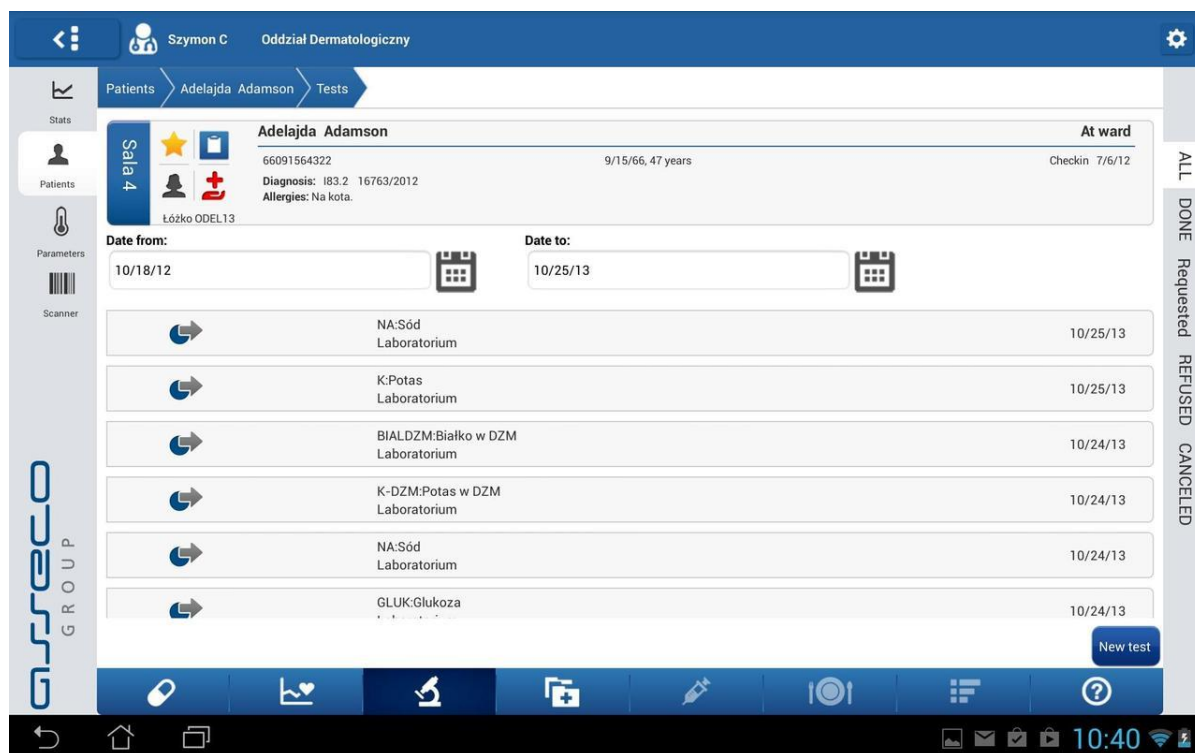 Szymon C Oddział Dermatologiczny
Patients Adelajda Adamson Tests
Stats
Patients
Parameters
Scanner
Sala 4
Adelajda Adamson At ward
66091564322 9/15/66, 47 years Checkin 7/6/12
Diagnosis: I83.2 16763/2012
Allergies: Na kota.
Łóżko ODEL13
Date from: Date to:
10/18/12 10/25/13
NA:Sód
Laboratorium
10/25/13
K:Potas
Laboratorium
10/25/13
BIALDZM:Białko w DZM
Laboratorium
10/24/13
K-DZM:Potas w DZM
Laboratorium
10/24/13
NA:Sód
Laboratorium
10/24/13
GLUK:Glukoza
10/24/13
New test
ALL
DONE
Requested
REFUSED
CANCELED
asseco
GROUP
10:40